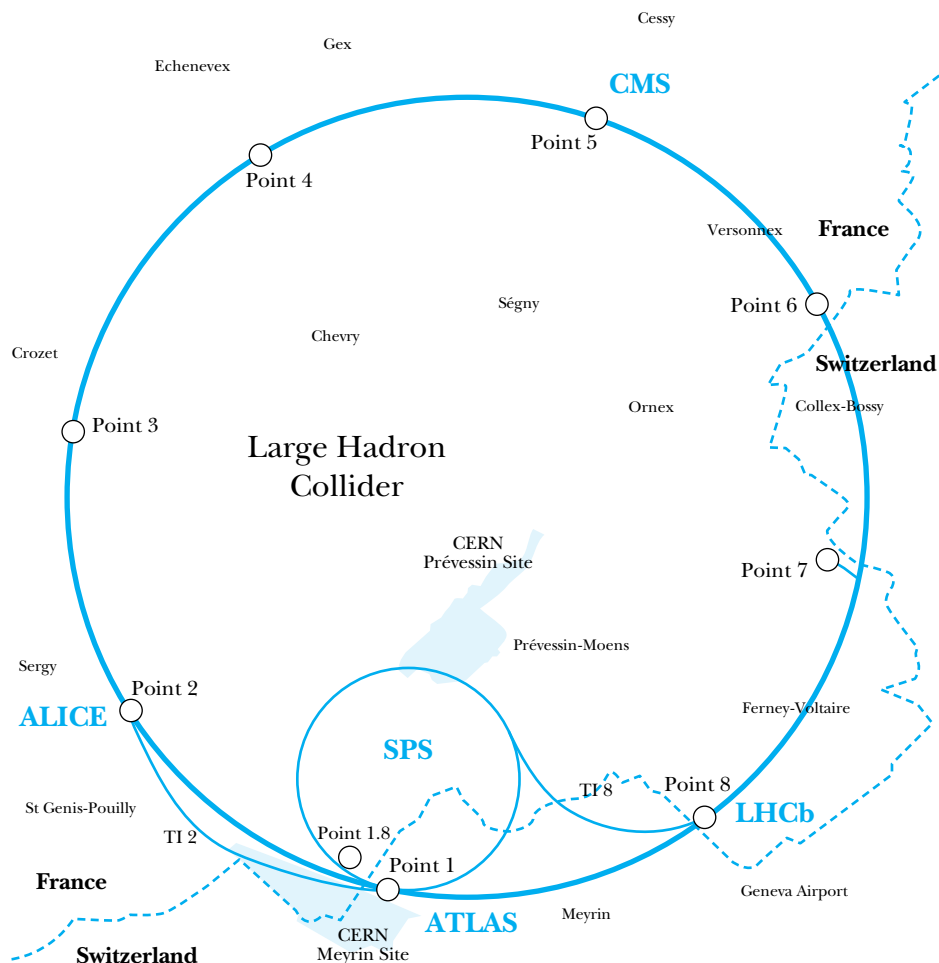 Cessy
Gex
Echenevex
CMS
Point 5
Point 4
Versonnex
France
Ségny
Point 6
Chevry
Crozet
Switzerland
Ornex
Collex-Bossy
Point 3
Large Hadron
Collider
CERN
Prévessin Site
Point 7
Prévessin-Moens
Sergy
Point 2
ALICE
Ferney-Voltaire
SPS
TI 8
Point 8
St Genis-Pouilly
LHCb
TI 2
Point 1.8
Point 1
France
Geneva Airport
Meyrin
ATLAS
CERN
Meyrin Site
Switzerland